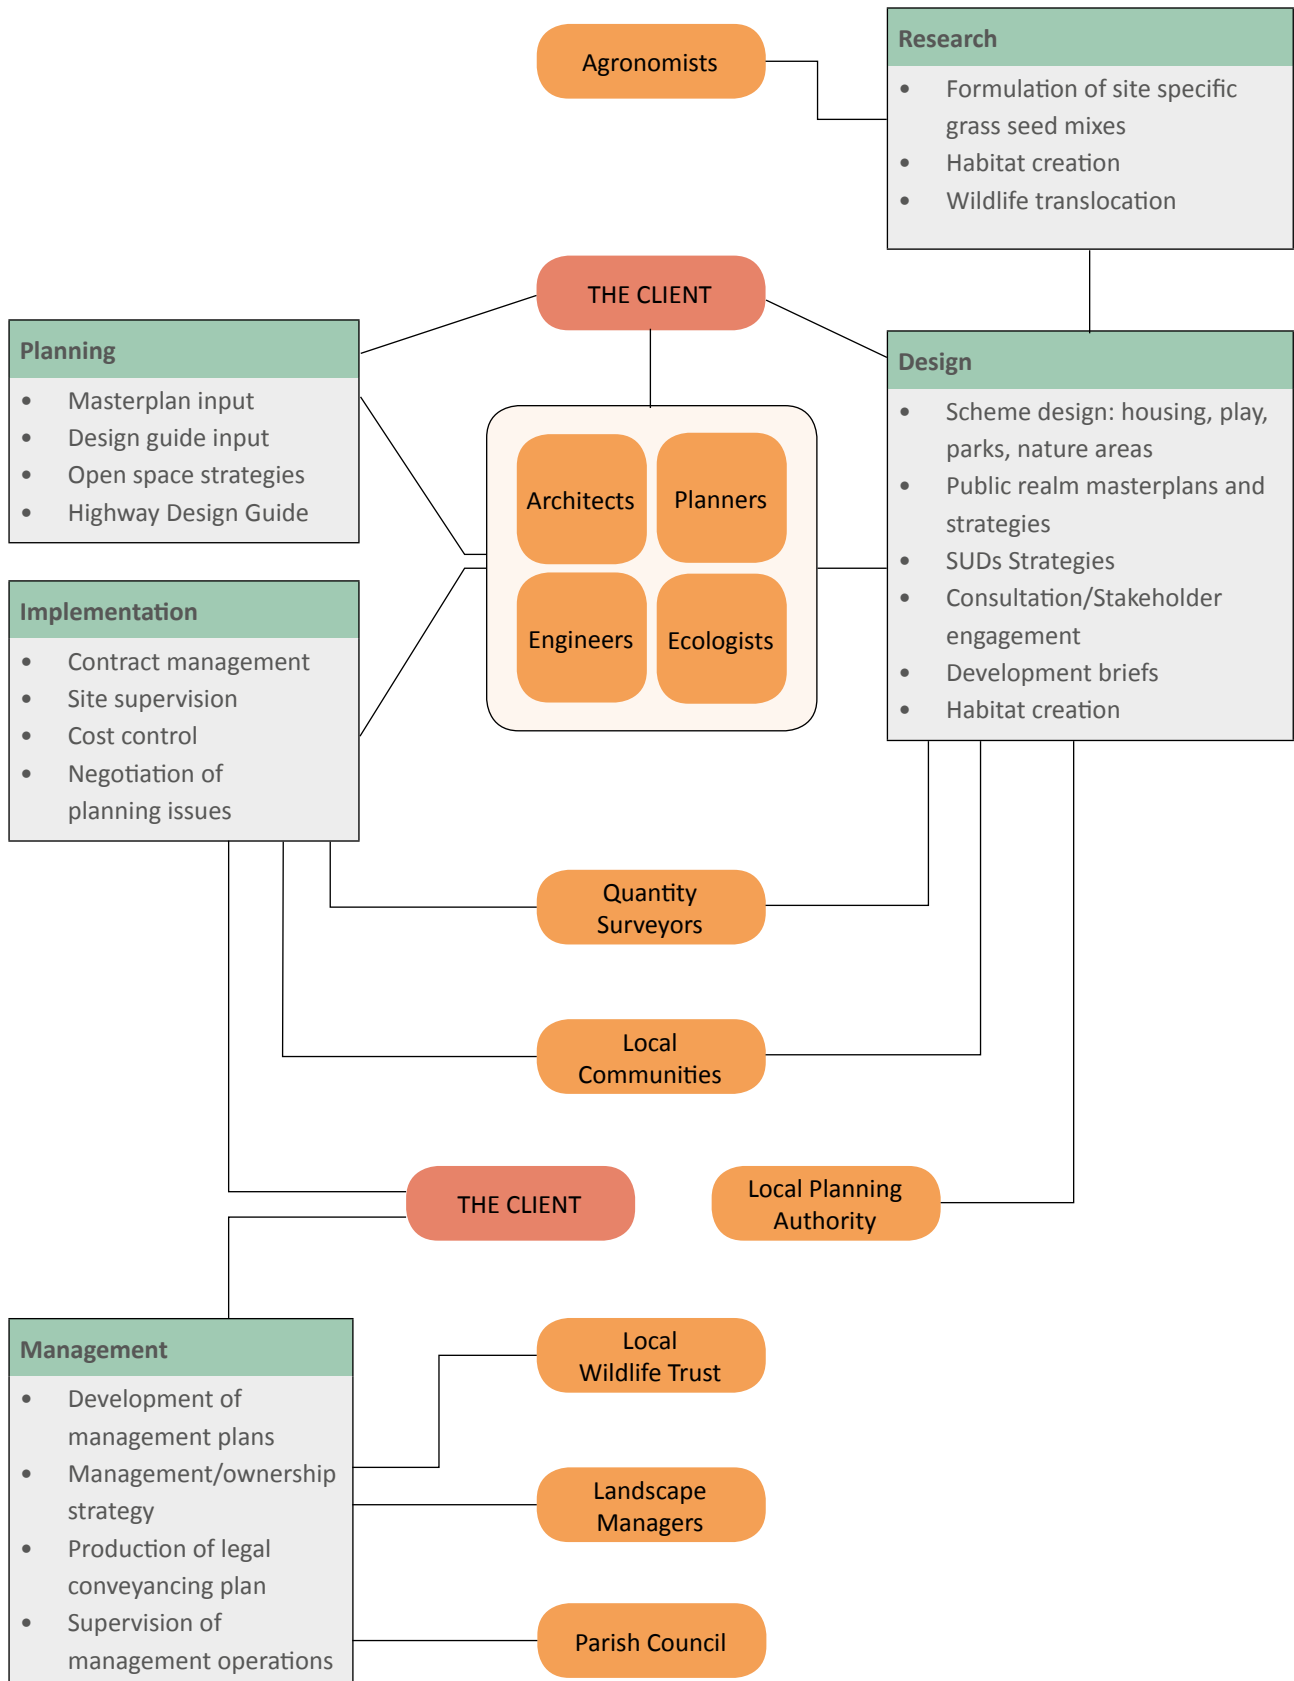 Agronomists
Research
• Formulation of site specific
grass seed mixes
• Habitat creation
• Wildlife translocation
THE CLIENT
Planning
• Masterplan input
• Design guide input
• Open space strategies
• Highway Design Guide
Architects
Planners
Engineers
Ecologists
Design
• Scheme design: housing, play,
parks, nature areas
• Public realm masterplans and
strategies
• SUDs Strategies
• Consultation/Stakeholder
engagement
• Development briefs
• Habitat creation
Implementation
• Contract management
• Site supervision
• Cost control
• Negotiation of
planning issues
Quantity
Surveyors
Local
Communities
THE CLIENT
Local Planning
Authority
Management
• Development of
management plans
• Management/ownership
strategy
• Production of legal
conveyancing plan
• Supervision of
management operations
Local
Wildlife Trust
Landscape
Managers
Parish Council